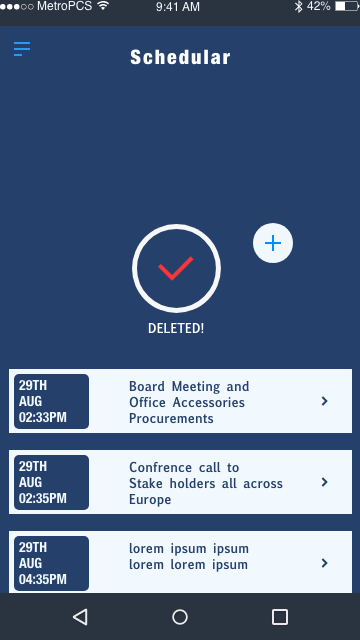 MetroPCS 9:41 AM 42%
Schedular
DELETED!
29TH
AUG
02:33PM
Board Meeting and
Office Accessories
Procurements
29TH
AUG
02:35PM
Confrence call to
Stake holders all across
Europe
29TH
AUG
04:35PM
lorem ipsum ipsum
lorem lorem ipsum